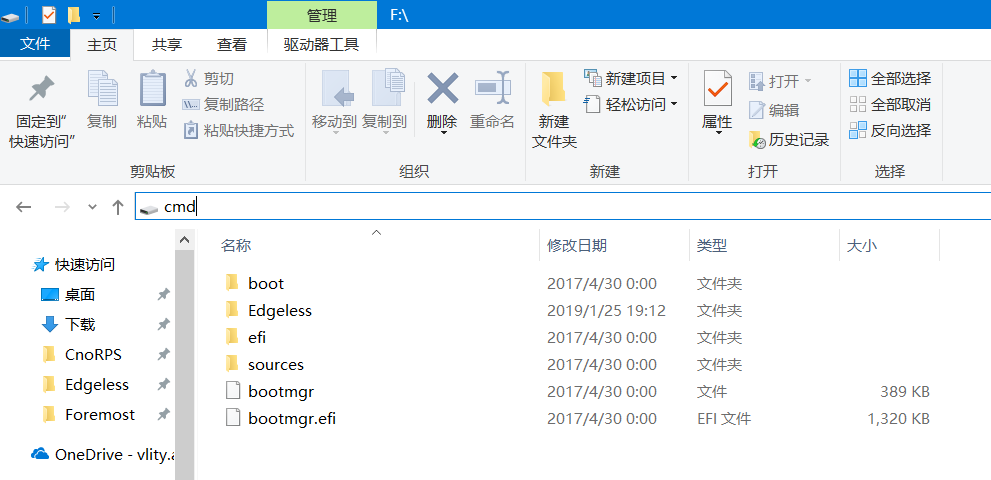 管理 F:\
文件 主页 共享 查看 驱动器工具
固定到“
快速访问”
复制
粘贴
剪切
复制路径
粘贴快捷方式
剪贴板
移动到
复制到
删除
重命名
组织
新建
文件夹
新建项目
轻松访问
新建
属性
打开
编辑
历史记录
打开
全部选择
全部取消
反向选择
选择
cmd
快速访问
桌面
下载
CnoRPS
Edgeless
Foremost
OneDrive - vlity.a
名称 修改日期 类型 大小
boot 2017/4/30 0:00 文件夹
Edgeless 2019/1/25 19:12 文件夹
efi 2017/4/30 0:00 文件夹
sources 2017/4/30 0:00 文件夹
bootmgr 2017/4/30 0:00 文件 389 KB
bootmgr.efi 2017/4/30 0:00 EFI 文件 1,320 KB